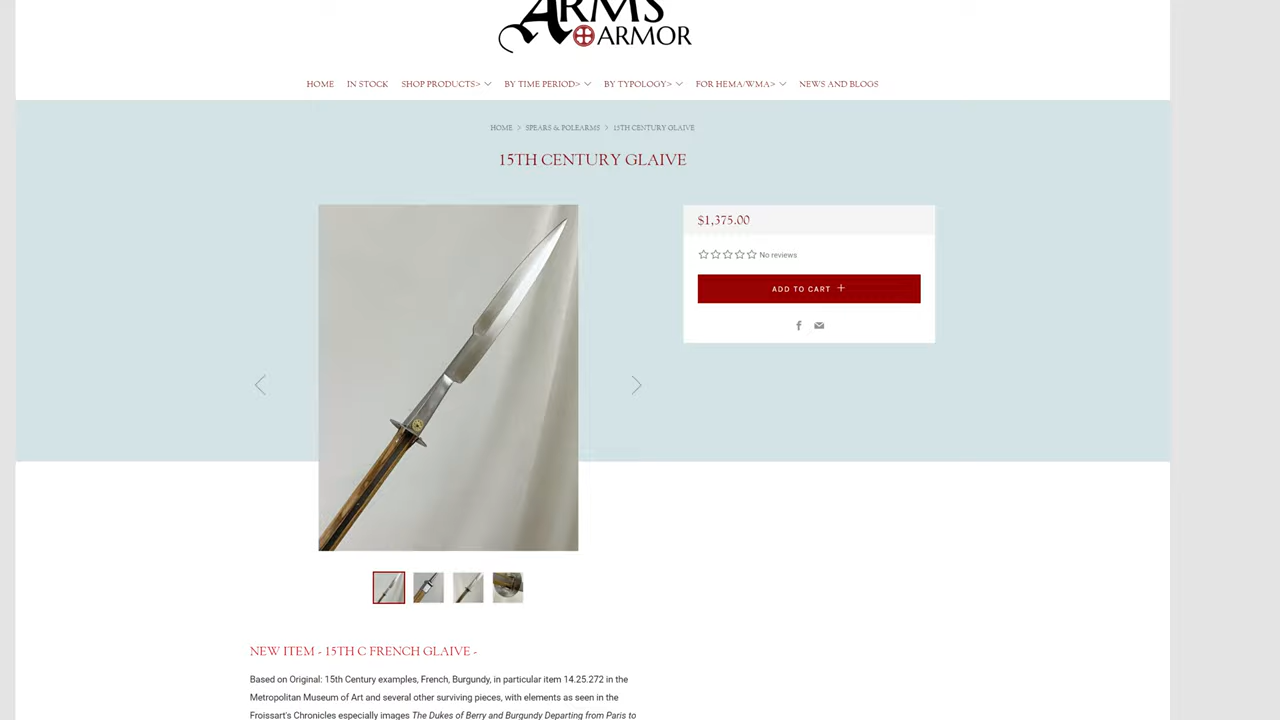 ARMS
ARMOR
HOME IN STOCK SHOP PRODUCTS> BY TIME PERIOD> BY TYPOLOGY> FOR HEMA/WMA> NEWS AND BLOGS
HOME > SPEARS & POLEARMS > 15TH CENTURY GLAIVE
15TH CENTURY GLAIVE
$1,375.00
No reviews
ADD TO CART +
NEW ITEM - 15TH C FRENCH GLAIVE -
Based on Original: 15th Century examples, French, Burgundy, in particular item 14.25.272 in the
Metropolitan Museum of Art and several other surviving pieces, with elements as seen in the
Froissart's Chronicles especially images The Dukes of Berry and Burgundy Departing from Paris to